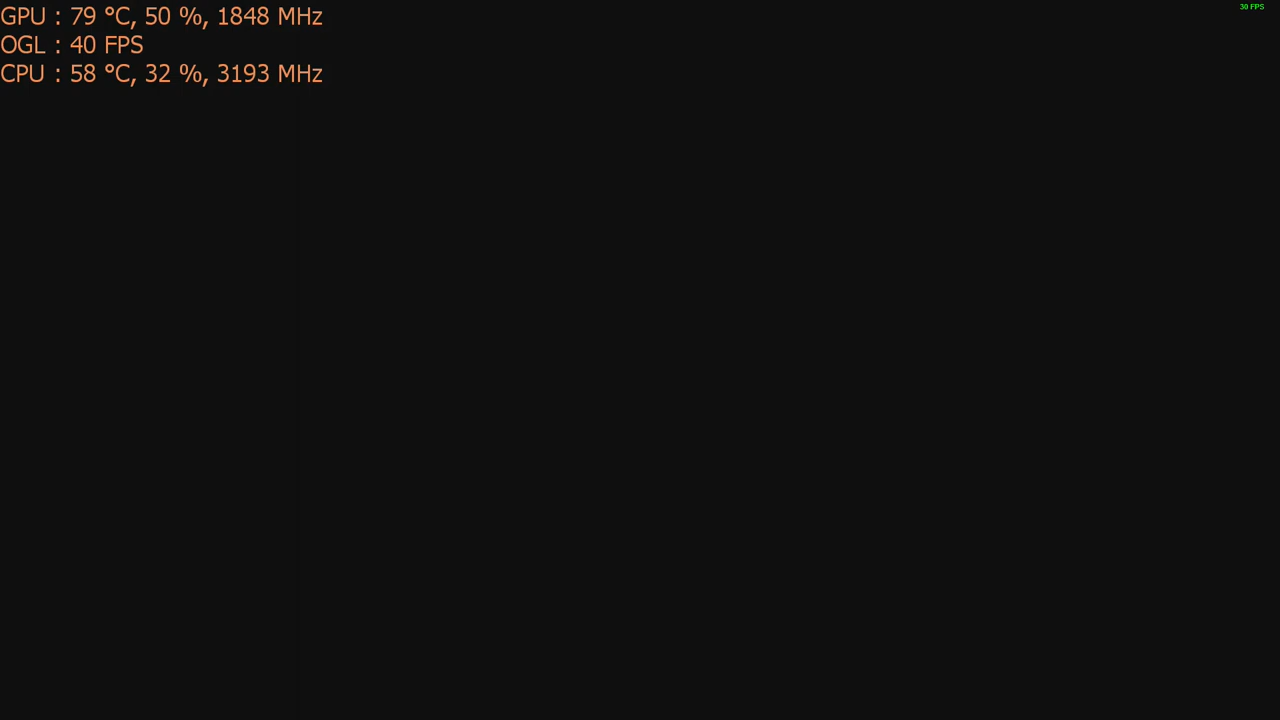 GPU : 79 °C, 50 %, 1848 MHz
30 FPS
OGL : 40 FPS
CPU : 58 °C, 32 %, 3193 MHz